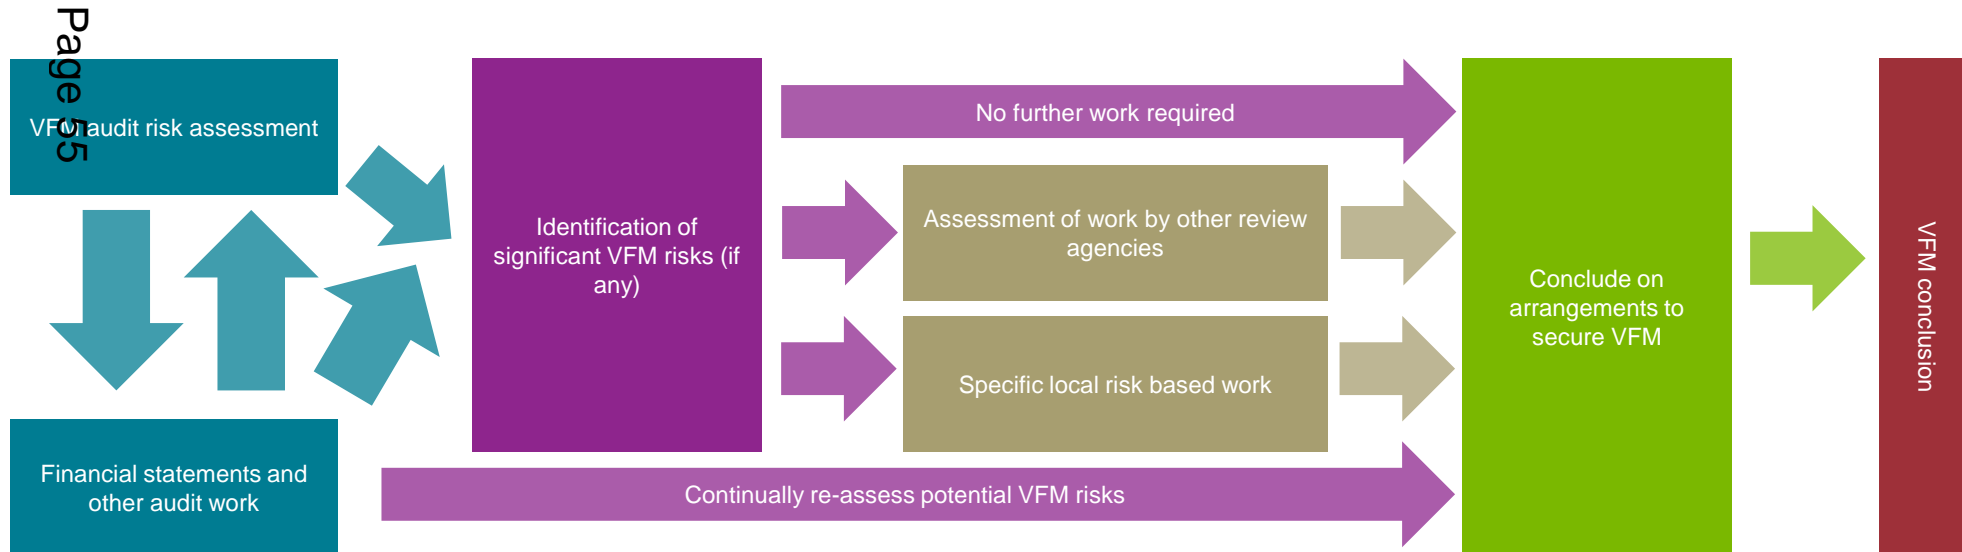 Page 55
VFM audit risk assessment
Financial statements and
other audit work
Identification of
significant VFM risks (if
any)
No further work required
Assessment of work by other review
agencies
Specific local risk based work
Continually re-assess potential VFM risks
Conclude on
arrangements to
secure VFM
VFM conclusion